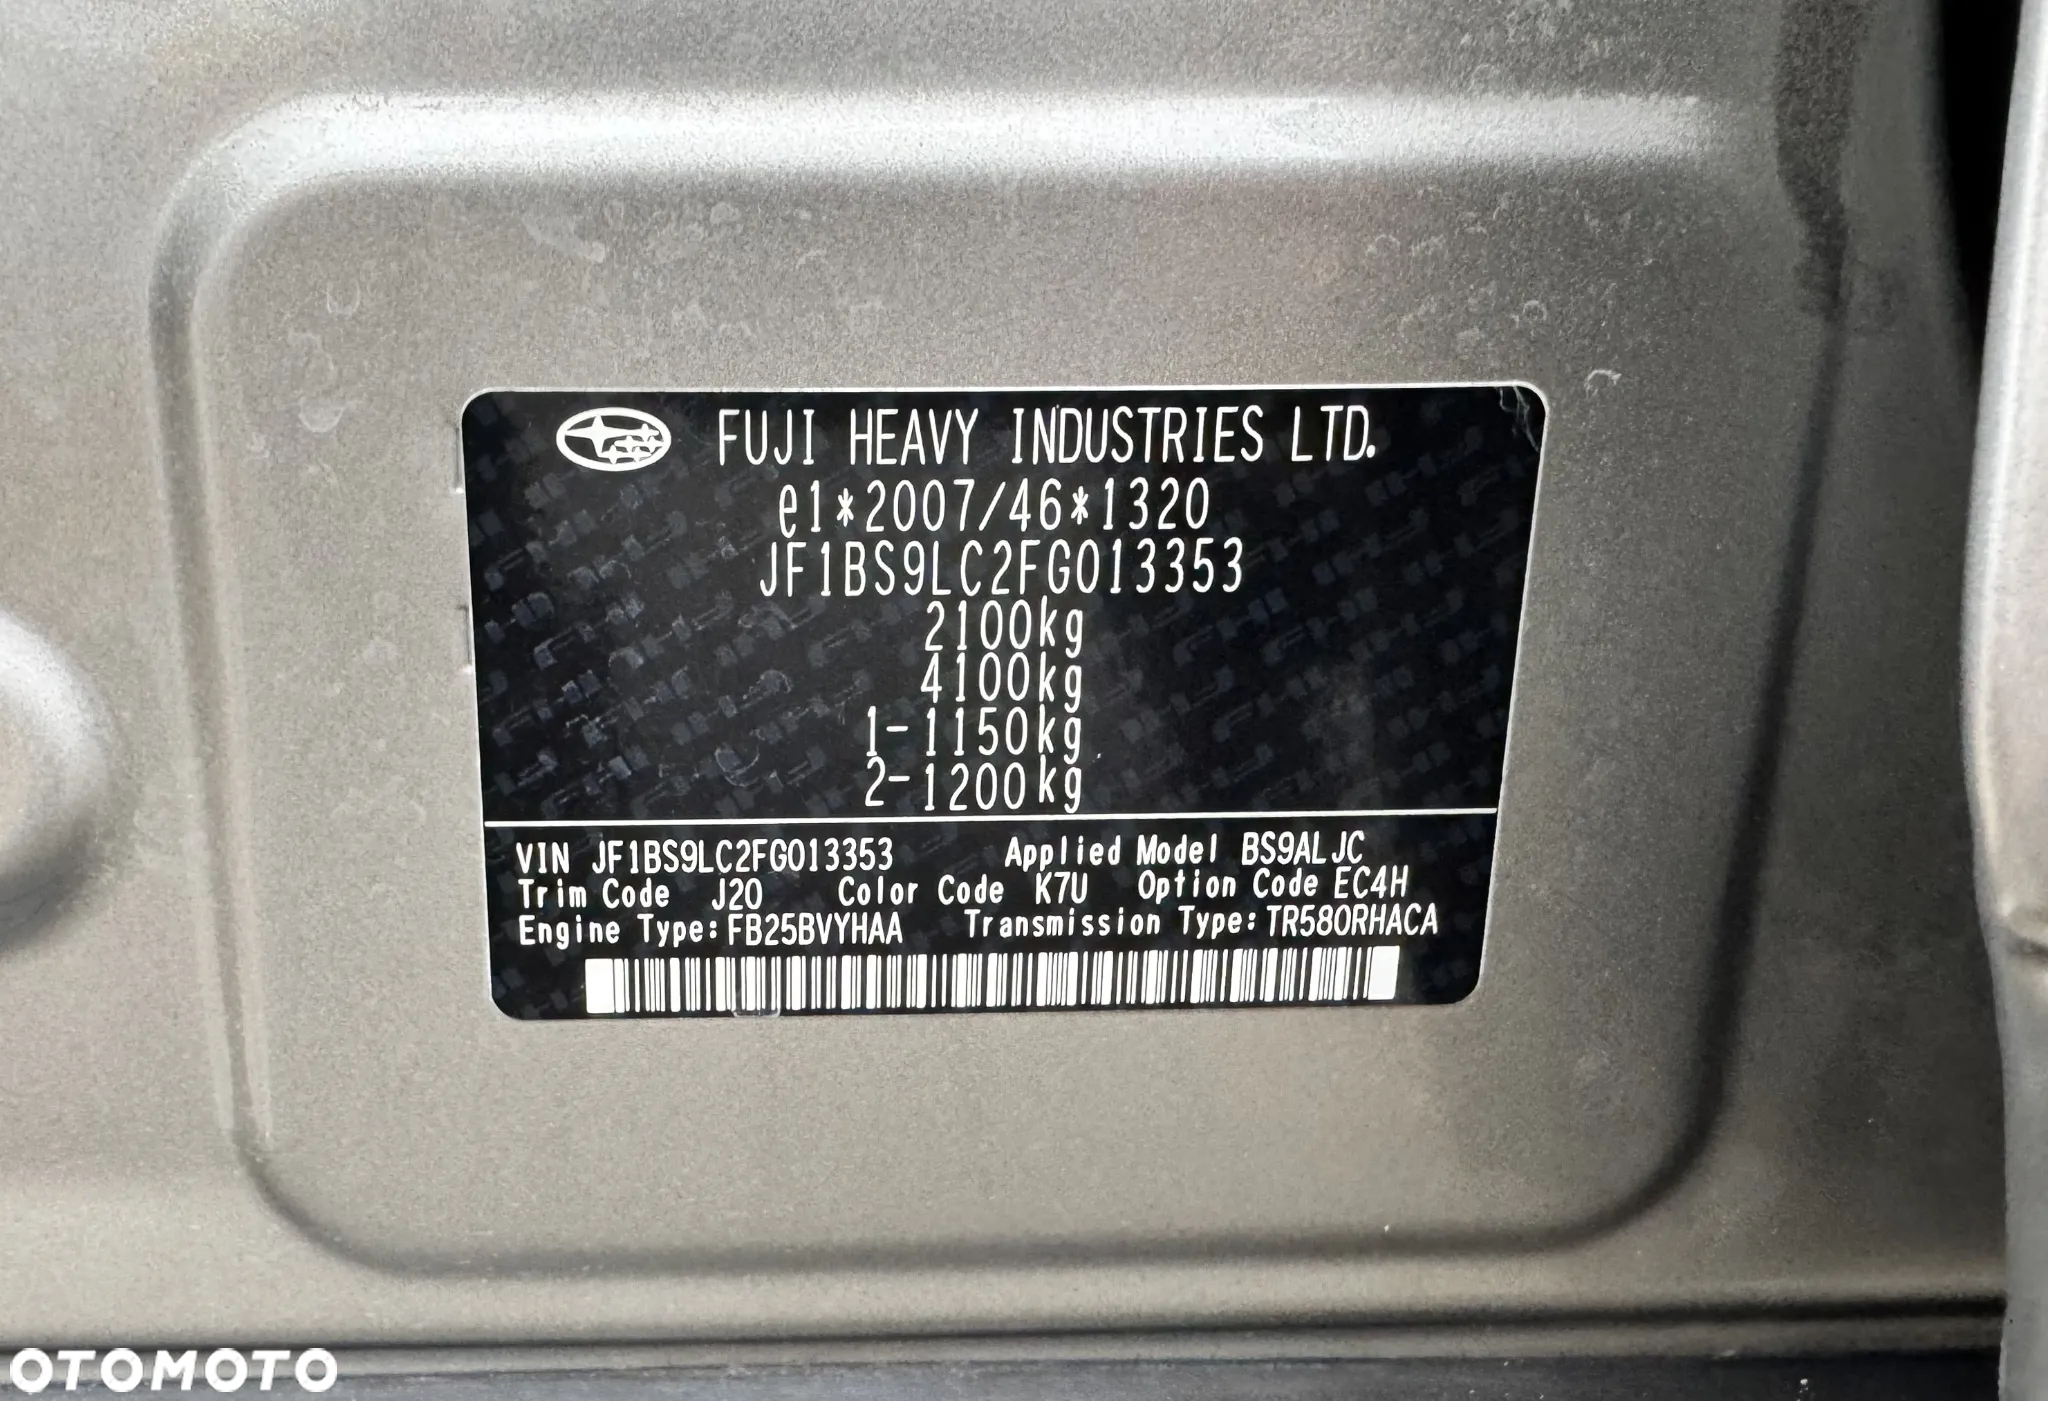 FUJI HEAVY INDUSTRIES LTD.
e1*2007/46*1320
JF1BS9LC2FG013353
2100kg
4100kg
1-1150kg
2-1200kg
VIN JF1BS9LC2FG013353 Applied Model BS9ALJC
Trim Code J20 Color Code K7U Option Code EC4H
Engine Type:FB25BVYHAA Transmission Type:TR580RHACA
OTOMOTO